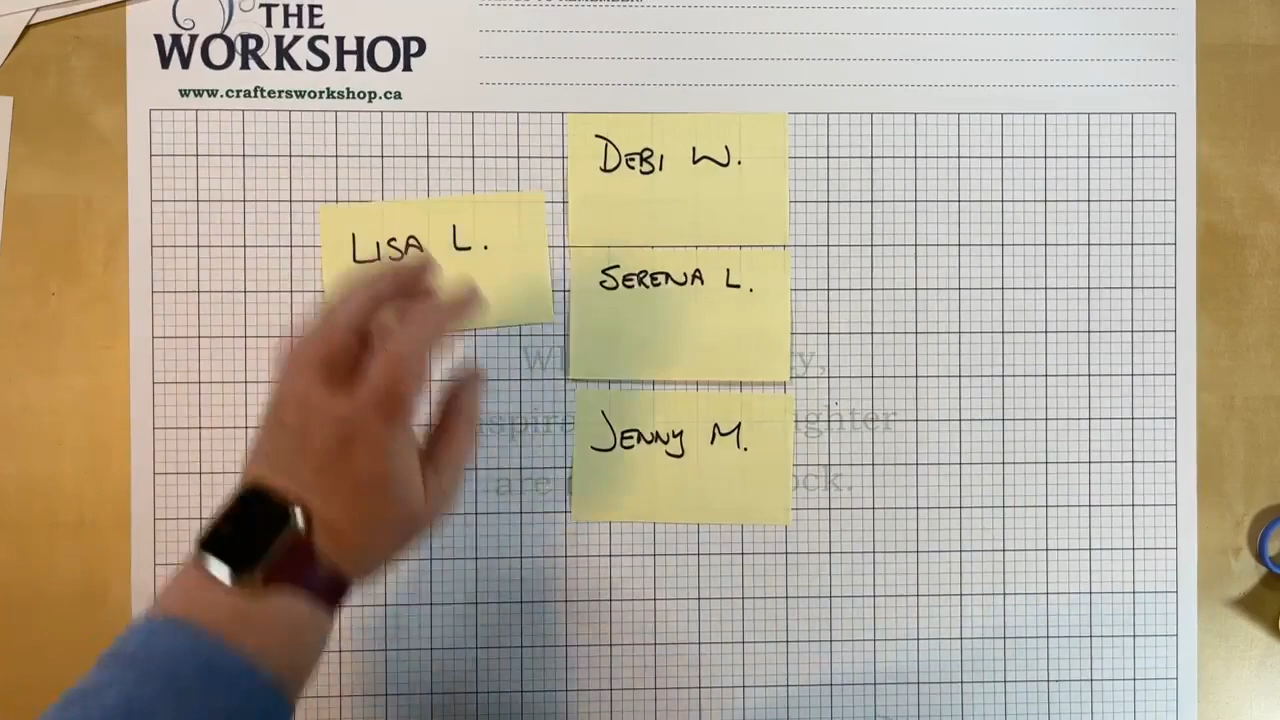 THE
WORKSHOP
www.craftersworkshop.ca
DEBI W.
LISA L.
SERENA L.
JENNY M.